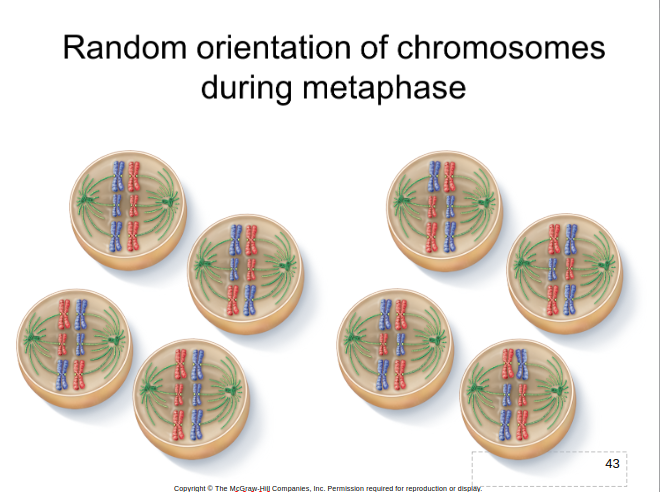 Random orientation of chromosomes
during metaphase
43
Copyright © The McGraw-Hill Companies, Inc. Permission required for reproduction or display.